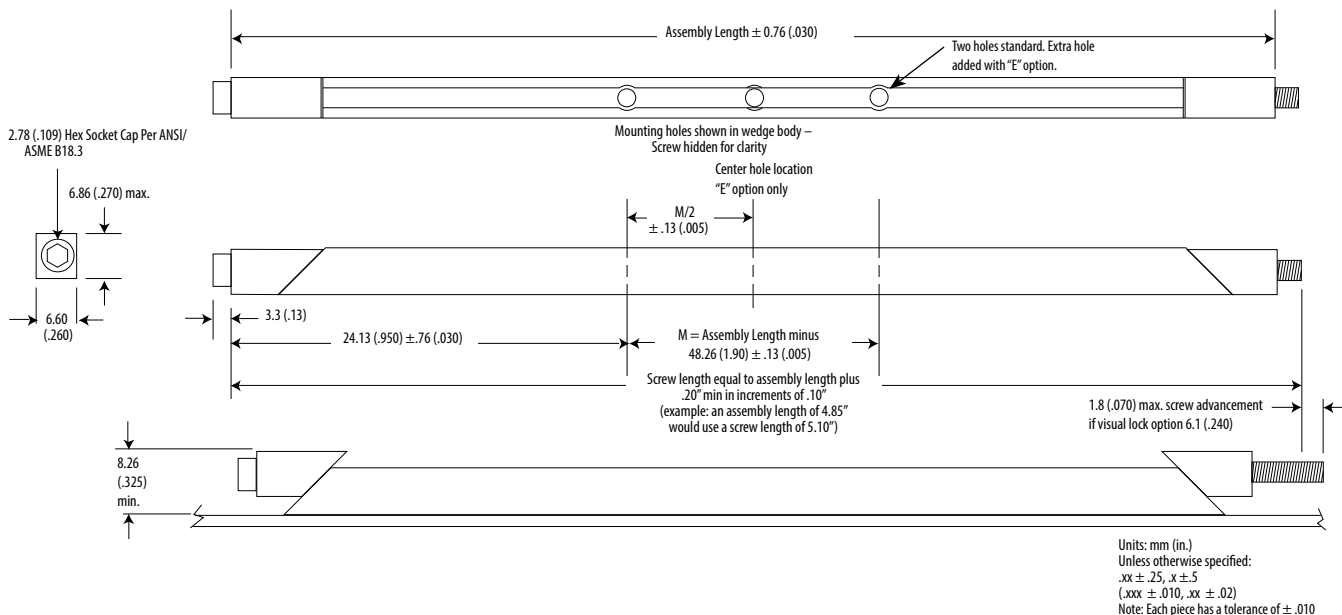 Assembly Length ± 0.76 (.030)
Two holes standard. Extra hole
added with “E” option.
2.78 (.109) Hex Socket Cap Per ANSI/
ASME B18.3
Mounting holes shown in wedge body –
Screw hidden for clarity
Center hole location
“E” option only
6.86 (.270) max.
M/2
± .13 (.005)
6.60
(.260)
3.3 (.13)
24.13 (.950) ±.76 (.030)
M = Assembly Length minus
48.26 (1.90) ± .13 (.005)
Screw length equal to assembly length plus
.20” min in increments of .10”
(example: an assembly length of 4.85”
would use a screw length of 5.10”)
1.8 (.070) max. screw advancement
if visual lock option 6.1 (.240)
8.26
(.325)
min.
Units: mm (in.)
Unless otherwise specified:
.xx ± .25, .x ±.5
(.xxx ± .010, .xx ± .02)
Note: Each piece has a tolerance of ± .010